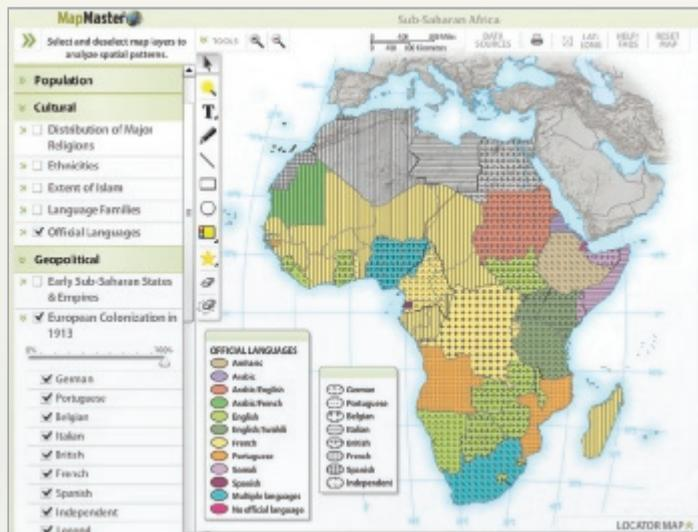 MapMaster
Sub-Saharan Africa
Select and deselect map layers to
analyze spatial patterns.
TOOLS
DATA
SOURCES
LAT/
LONG
HELP/
FAQS
RESET
MAP
Population
Cultural
Distribution of Major
Religions
Ethnicities
Extent of Islam
Language Families
Official Languages
Geopolitical
Early Sub-Saharan States
& Empires
European Colonization in
1913
0%
100%
German
Portuguese
Belgian
Italian
British
French
Spanish
Independent
Legend
T
OFFICIAL LANGUAGES
Amharic
Arabic
Arabic/English
Arabic/French
English
English/Swahili
French
Portuguese
Somali
Spanish
Multiple languages
No official language
German
Portuguese
Belgian
Italian
British
French
Spanish
Independent
LOCATOR MAP